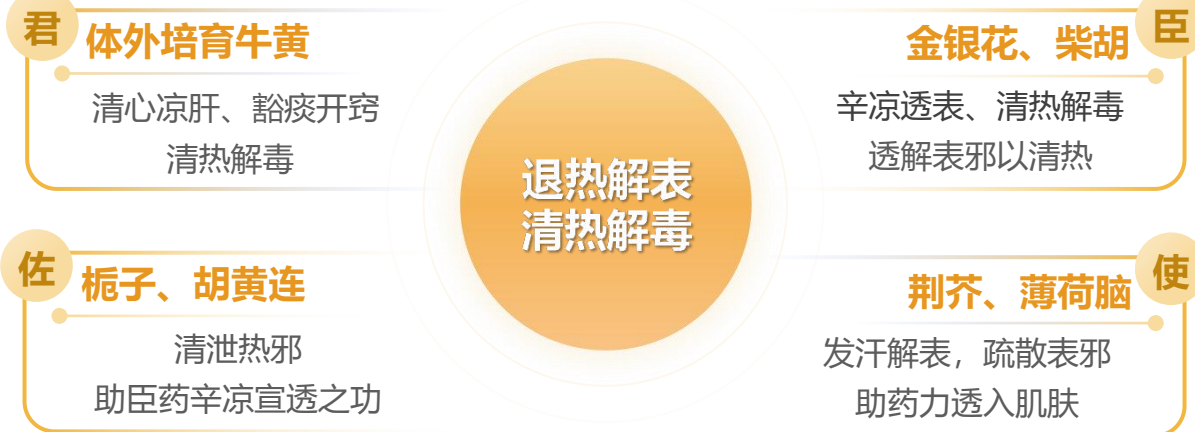 君
体外培育牛黄
清心凉肝、豁痰开窍
清热解毒
臣
金银花、柴胡
辛凉透表、清热解毒
透解表邪以清热
退热解表
清热解毒
佐
栀子、胡黄连
清泄热邪
助臣药辛凉宣透之功
使
荆芥、薄荷脑
发汗解表，疏散表邪
助药力透入肌肤